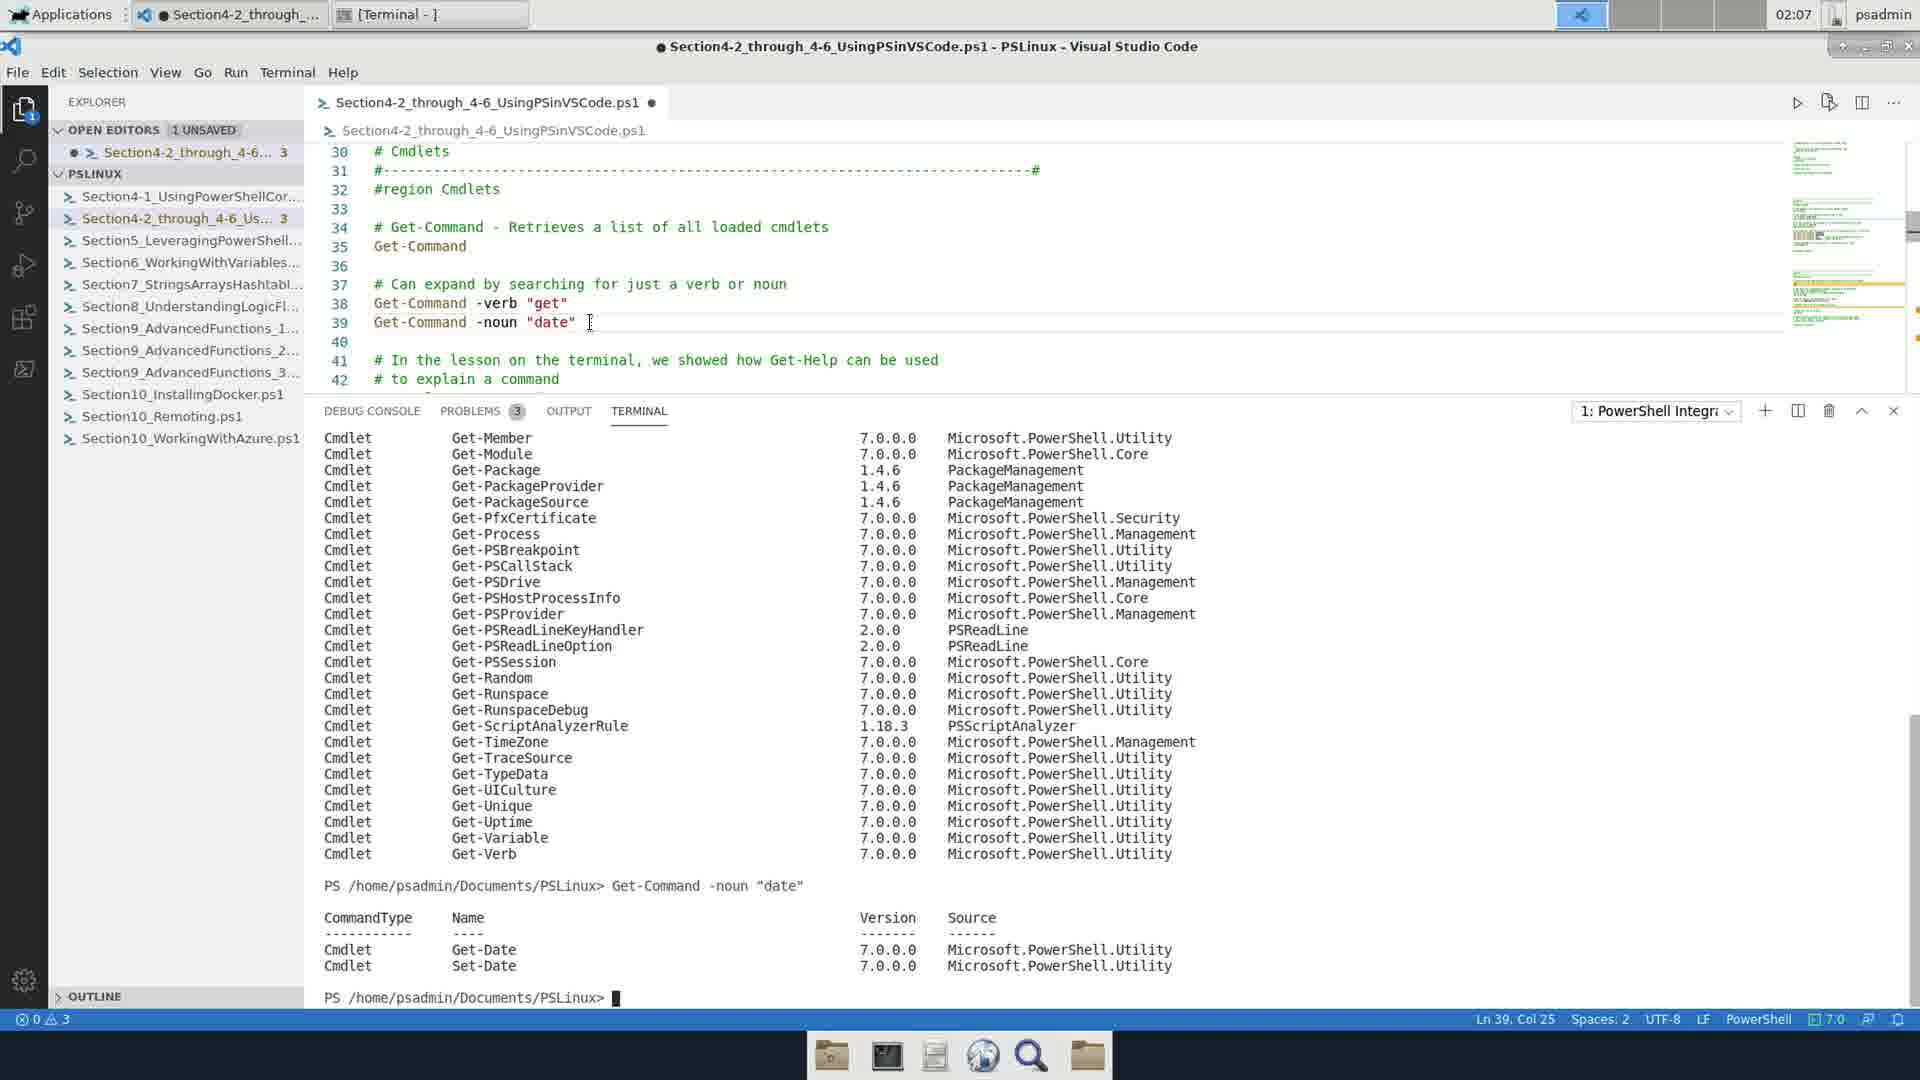 Applications
Section4-2_through_...
[Terminal - ]
02:07
psadmin
Section4-2_through_4-6_UsingPSinVSCode.ps1 - PSLinux - Visual Studio Code
File Edit Selection View Go Run Terminal Help
EXPLORER
OPEN EDITORS 1 UNSAVED
Section4-2_through_4-6... 3
PSLINUX
Section4-1_UsingPowerShellCor...
Section4-2_through_4-6_Us... 3
Section5_LeveragingPowerShell...
Section6_WorkingWithVariables...
Section7_StringsArraysHashtabl...
Section8_UnderstandingLogicFl...
Section9_AdvancedFunctions_1...
Section9_AdvancedFunctions_2...
Section9_AdvancedFunctions_3...
Section10_InstallingDocker.ps1
Section10_Remoting.ps1
Section10_WorkingWithAzure.ps1
OUTLINE
Section4-2_through_4-6_UsingPSinVSCode.ps1
Section4-2_through_4-6_UsingPSinVSCode.ps1
30 # Cmdlets
31 #-----------------------------------------------------------------------------#
32 #region Cmdlets
33
34 # Get-Command - Retrieves a list of all loaded cmdlets
35 Get-Command
36
37 # Can expand by searching for just a verb or noun
38 Get-Command -verb "get"
39 Get-Command -noun "date"
40
41 # In the lesson on the terminal, we showed how Get-Help can be used
42 # to explain a command
DEBUG CONSOLE PROBLEMS 3 OUTPUT TERMINAL
1: PowerShell Integra
Cmdlet Get-Member 7.0.0.0 Microsoft.PowerShell.Utility
Cmdlet Get-Module 7.0.0.0 Microsoft.PowerShell.Core
Cmdlet Get-Package 1.4.6 PackageManagement
Cmdlet Get-PackageProvider 1.4.6 PackageManagement
Cmdlet Get-PackageSource 1.4.6 PackageManagement
Cmdlet Get-PfxCertificate 7.0.0.0 Microsoft.PowerShell.Security
Cmdlet Get-Process 7.0.0.0 Microsoft.PowerShell.Management
Cmdlet Get-PSBreakpoint 7.0.0.0 Microsoft.PowerShell.Utility
Cmdlet Get-PSCallStack 7.0.0.0 Microsoft.PowerShell.Utility
Cmdlet Get-PSDrive 7.0.0.0 Microsoft.PowerShell.Management
Cmdlet Get-PSHostProcessInfo 7.0.0.0 Microsoft.PowerShell.Core
Cmdlet Get-PSProvider 7.0.0.0 Microsoft.PowerShell.Management
Cmdlet Get-PSReadLineKeyHandler 2.0.0 PSReadLine
Cmdlet Get-PSReadLineOption 2.0.0 PSReadLine
Cmdlet Get-PSSession 7.0.0.0 Microsoft.PowerShell.Core
Cmdlet Get-Random 7.0.0.0 Microsoft.PowerShell.Utility
Cmdlet Get-Runspace 7.0.0.0 Microsoft.PowerShell.Utility
Cmdlet Get-RunspaceDebug 7.0.0.0 Microsoft.PowerShell.Utility
Cmdlet Get-ScriptAnalyzerRule 1.18.3 PSScriptAnalyzer
Cmdlet Get-TimeZone 7.0.0.0 Microsoft.PowerShell.Management
Cmdlet Get-TraceSource 7.0.0.0 Microsoft.PowerShell.Utility
Cmdlet Get-TypeData 7.0.0.0 Microsoft.PowerShell.Utility
Cmdlet Get-UICulture 7.0.0.0 Microsoft.PowerShell.Utility
Cmdlet Get-Unique 7.0.0.0 Microsoft.PowerShell.Utility
Cmdlet Get-Uptime 7.0.0.0 Microsoft.PowerShell.Utility
Cmdlet Get-Variable 7.0.0.0 Microsoft.PowerShell.Utility
Cmdlet Get-Verb 7.0.0.0 Microsoft.PowerShell.Utility
PS /home/psadmin/Documents/PSLinux> Get-Command -noun "date"
CommandType Name Version Source
----------- ---- ------- ------
Cmdlet Get-Date 7.0.0.0 Microsoft.PowerShell.Utility
Cmdlet Set-Date 7.0.0.0 Microsoft.PowerShell.Utility
PS /home/psadmin/Documents/PSLinux>
0 3
Ln 39, Col 25 Spaces: 2 UTF-8 LF PowerShell 7.0